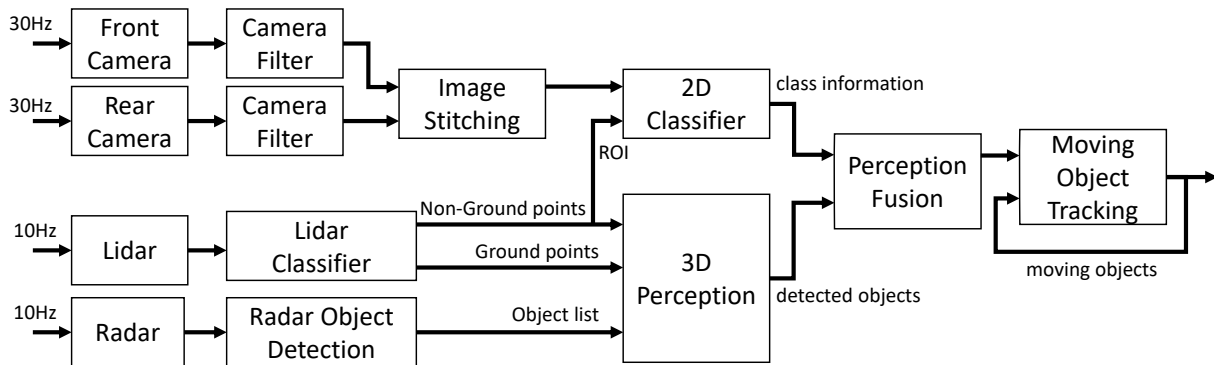 30Hz
Front
Camera
Camera
Filter
30Hz
Rear
Camera
Camera
Filter
Image
Stitching
2D
Classifier
class information
ROI
Perception
Fusion
Moving
Object
Tracking
moving objects
10Hz
Lidar
Lidar
Classifier
Non-Ground points
Ground points
3D
Perception
detected objects
10Hz
Radar
Radar Object
Detection
Object list